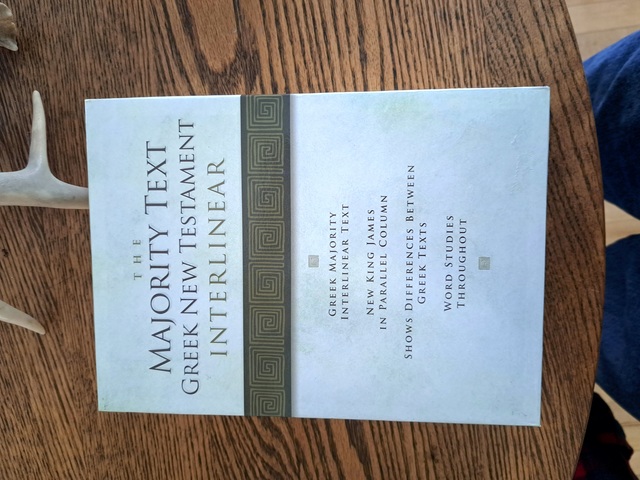 THE
MAJORITY TEXT
GREEK NEW TESTAMENT
INTERLINEAR
GREEK MAJORITY
INTERLINEAR TEXT
NEW KING JAMES
IN PARALLEL COLUMN
SHOWS DIFFERENCES BETWEEN
GREEK TEXTS
WORD STUDIES
THROUGHOUT